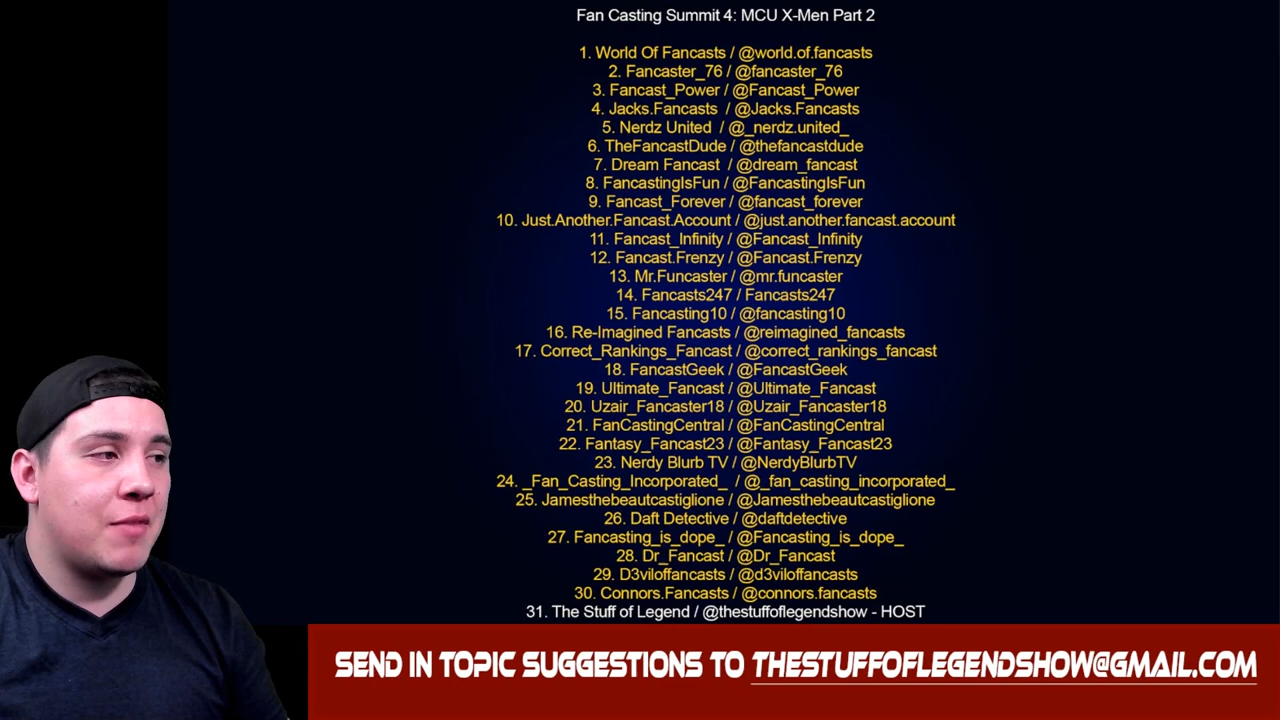 Fan Casting Summit 4: MCU X-Men Part 2
1. World Of Fancasts / @world.of.fancasts
2. Fancaster_76 / @fancaster_76
3. Fancast_Power / @Fancast_Power
4. Jacks.Fancasts / @Jacks.Fancasts
5. Nerdz United / @_nerdz.united_
6. TheFancastDude / @thefancastdude
7. Dream Fancast / @dream_fancast
8. FancastingIsFun / @FancastingIsFun
9. Fancast_Forever / @fancast_forever
10. Just.Another.Fancast.Account / @just.another.fancast.account
11. Fancast_Infinity / @Fancast_Infinity
12. Fancast.Frenzy / @Fancast.Frenzy
13. Mr.Funcaster / @mr.funcaster
14. Fancasts247 / Fancasts247
15. Fancasting10 / @fancasting10
16. Re-Imagined Fancasts / @reimagined_fancasts
17. Correct_Rankings_Fancast / @correct_rankings_fancast
18. FancastGeek / @FancastGeek
19. Ultimate_Fancast / @Ultimate_Fancast
20. Uzair_Fancaster18 / @Uzair_Fancaster18
21. FanCastingCentral / @FanCastingCentral
22. Fantasy_Fancast23 / @Fantasy_Fancast23
23. Nerdy Blurb TV / @NerdyBlurbTV
24. _Fan_Casting_Incorporated_ / @_fan_casting_incorporated_
25. Jamesthebeautcastiglione / @Jamesthebeautcastiglione
26. Daft Detective / @daftdetective
27. Fancasting_is_dope_ / @Fancasting_is_dope_
28. Dr_Fancast / @Dr_Fancast
29. D3viloffancasts / @d3viloffancasts
30. Connors.Fancasts / @connors.fancasts
31. The Stuff of Legend / @thestuffoflegendshow - HOST
SEND IN TOPIC SUGGESTIONS TO THESTUFFOFLEGENDSHOW@GMAIL.COM